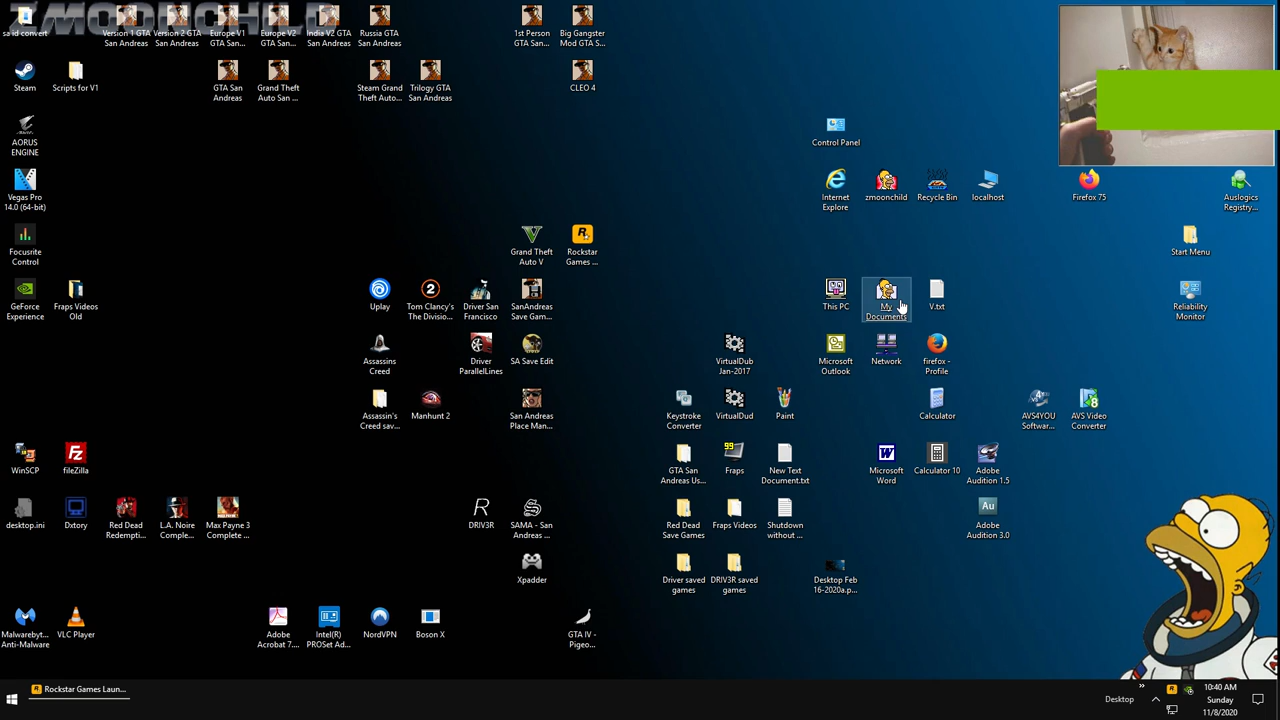 ZMOONCHILD
sa id convert
Version 1 GTA
San Andreas
Version 2 GTA
San Andreas
Europe V1
GTA San...
Europe V2
GTA San...
India V2 GTA
San Andreas
Russia GTA
San Andreas
1st Person
GTA San...
Big Gangster
Mod GTA S...
Steam
Scripts for V1
GTA San
Andreas
Grand Theft
Auto San ...
Steam Grand
Theft Auto...
Trilogy GTA
San Andreas
CLEO 4
AORUS
ENGINE
Control Panel
Vegas Pro
14.0 (64-bit)
Internet
Explore
zmoonchild
Recycle Bin
localhost
Firefox 75
Auslogics
Registry...
Focusrite
Control
Grand Theft
Auto V
Rockstar
Games ...
Start Menu
GeForce
Experience
Fraps Videos
Old
Uplay
Tom Clancy's
The Divisio...
Driver San
Francisco
SanAndreas
Save Gam...
This PC
My
Documents
V.txt
Reliability
Monitor
Assassins
Creed
Driver
ParallelLines
SA Save Edit
VirtualDub
Jan-2017
Microsoft
Outlook
Network
firefox -
Profile
Assassin's
Creed sav...
Manhunt 2
San Andreas
Place Man...
Keystroke
Converter
VirtualDud
Paint
Calculator
AVS4YOU
Softwar...
AVS Video
Converter
WinSCP
fileZilla
GTA San
Andreas Us...
99
Fraps
New Text
Document.txt
Microsoft
Word
Calculator 10
Adobe
Audition 1.5
desktop.ini
Dxtory
Red Dead
Redempti...
L.A. Noire
Comple...
Max Payne 3
Complete ...
DRIV3R
SAMA - San
Andreas ...
Red Dead
Save Games
Fraps Videos
Shutdown
without ...
Au
Adobe
Audition 3.0
Xpadder
Driver saved
games
DRIV3R saved
games
Desktop Feb
16-2020a.p...
Malwarebyt...
Anti-Malware
VLC Player
Adobe
Acrobat 7....
Intel(R)
PROSet Ad...
NordVPN
Boson X
GTA IV -
Pigeo...
Rockstar Games Laun...
Desktop
10:40 AM
Sunday
11/8/2020